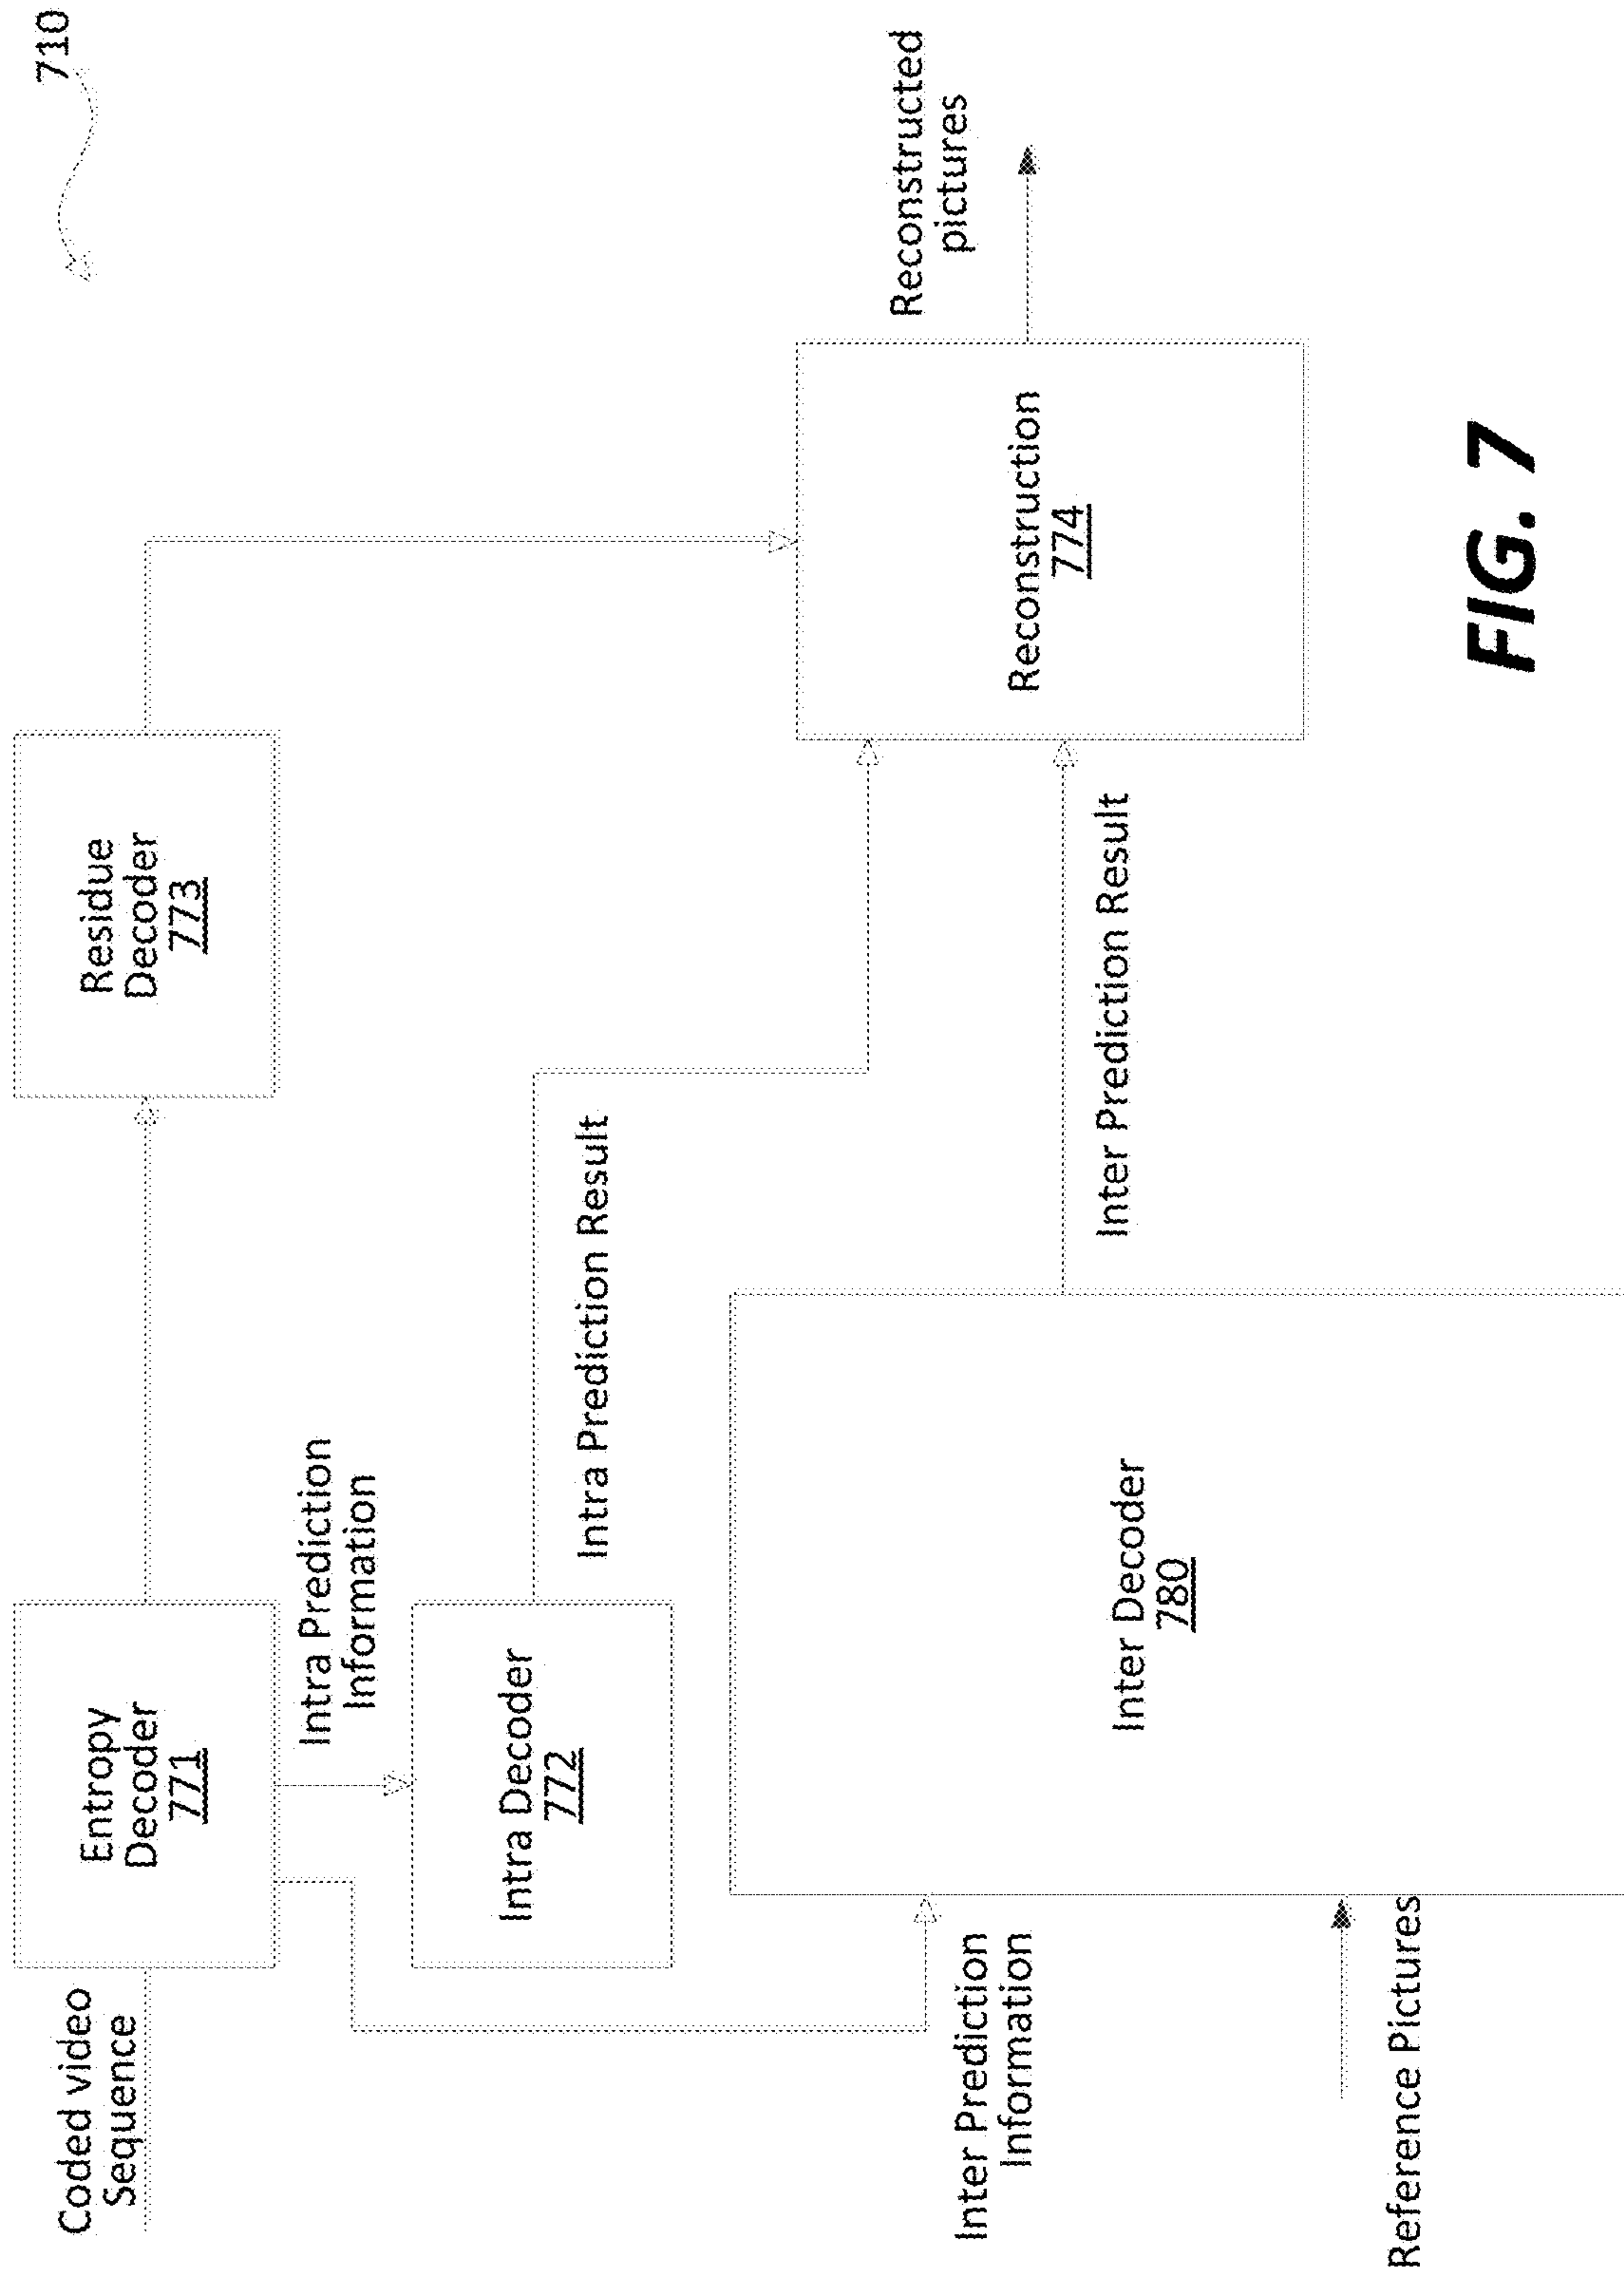 710
Coded video
Sequence
Entropy
Decoder
771
Residue
Decoder
773
Intra Prediction
Information
Intra Decoder
772
Intra Prediction Result
Inter Prediction
Information
Reference Pictures
Inter Decoder
780
Inter Prediction Result
Reconstruction
774
Reconstructed
pictures
FIG. 7